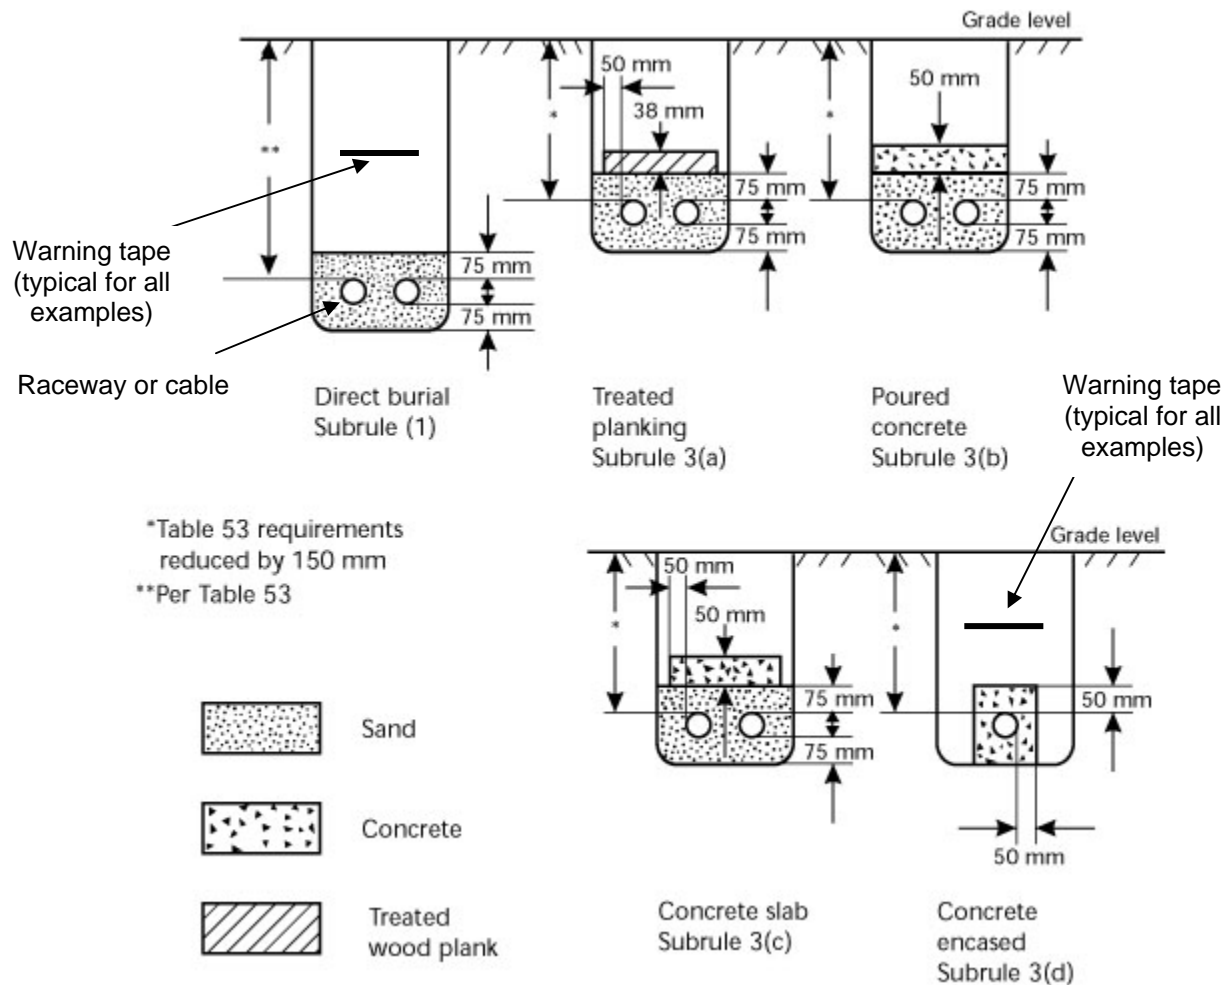 Grade level
50 mm
38 mm
50 mm
**
*
*
75 mm
75 mm
75 mm
75 mm
75 mm
75 mm
Warning tape
(typical for all
examples)
Raceway or cable
Direct burial
Subrule (1)
Treated
planking
Subrule 3(a)
Poured
concrete
Subrule 3(b)
Warning tape
(typical for all
examples)
*Table 53 requirements
reduced by 150 mm
**Per Table 53
Grade level
50 mm
50 mm
*
*
75 mm
75 mm
50 mm
50 mm
Sand
Concrete
Treated
wood plank
Concrete slab
Subrule 3(c)
Concrete
encased
Subrule 3(d)